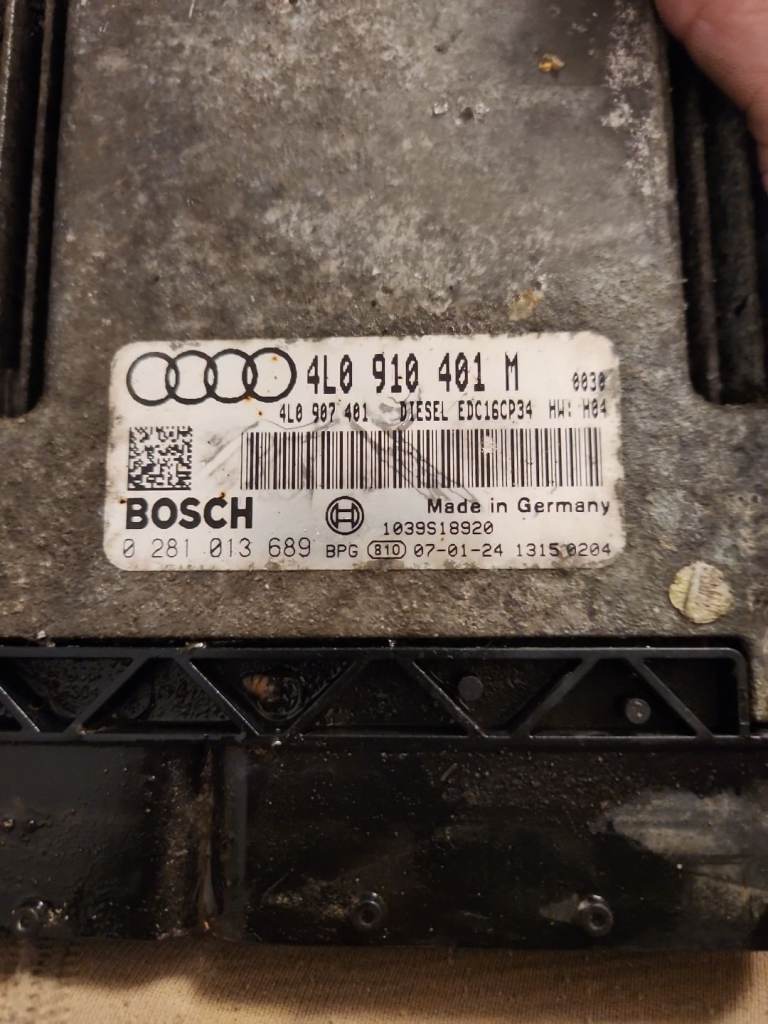 4L0 910 401 M 0030
4L0 907 401 DIESEL EDC16CP34 HW: H04
BOSCH
Made in Germany
1039S18920
0 281 013 689 BPG 810 07-01-24 1315 0204